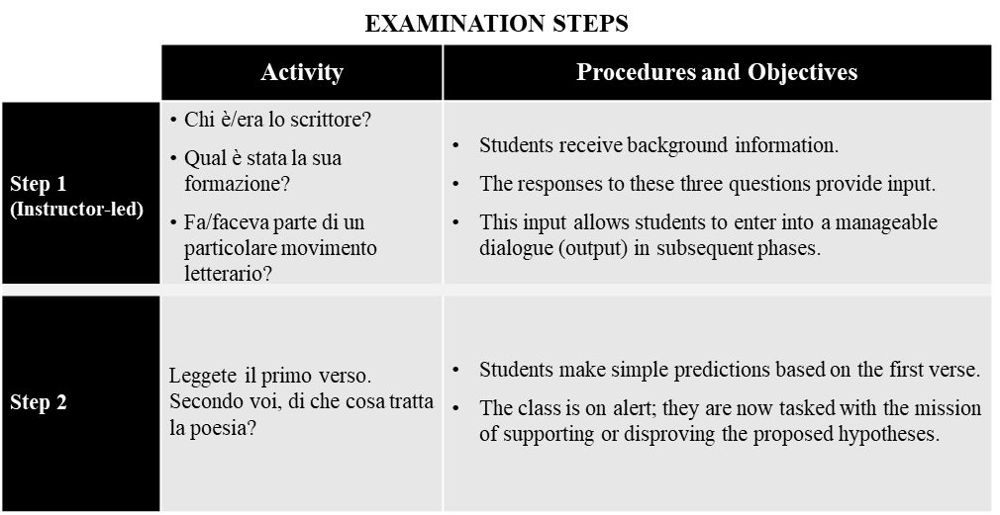 EXAMINATION STEPS
Activity
Procedures and Objectives
Step 1
(Instructor-led)
• Chi è/era lo scrittore?
• Qual è stata la sua
formazione?
• Fa/faceva parte di un
particolare movimento
letterario?
• Students receive background information.
• The responses to these three questions provide input.
• This input allows students to enter into a manageable
dialogue (output) in subsequent phases.
Step 2
Leggete il primo verso.
Secondo voi, di che cosa tratta
la poesia?
• Students make simple predictions based on the first verse.
• The class is on alert; they are now tasked with the mission
of supporting or disproving the proposed hypotheses.